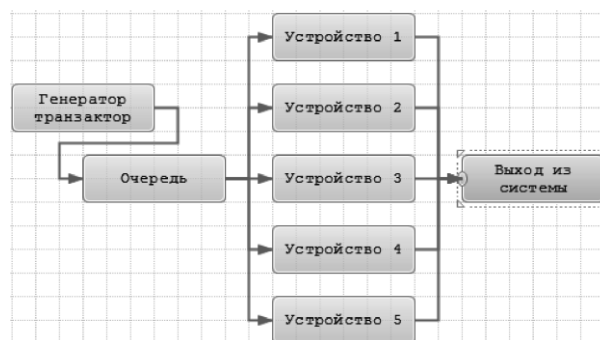 Устройство 1
Генератор
транзактор
Устройство 2
Очередь
Устройство 3
Выход из
системы
Устройство 4
Устройство 5